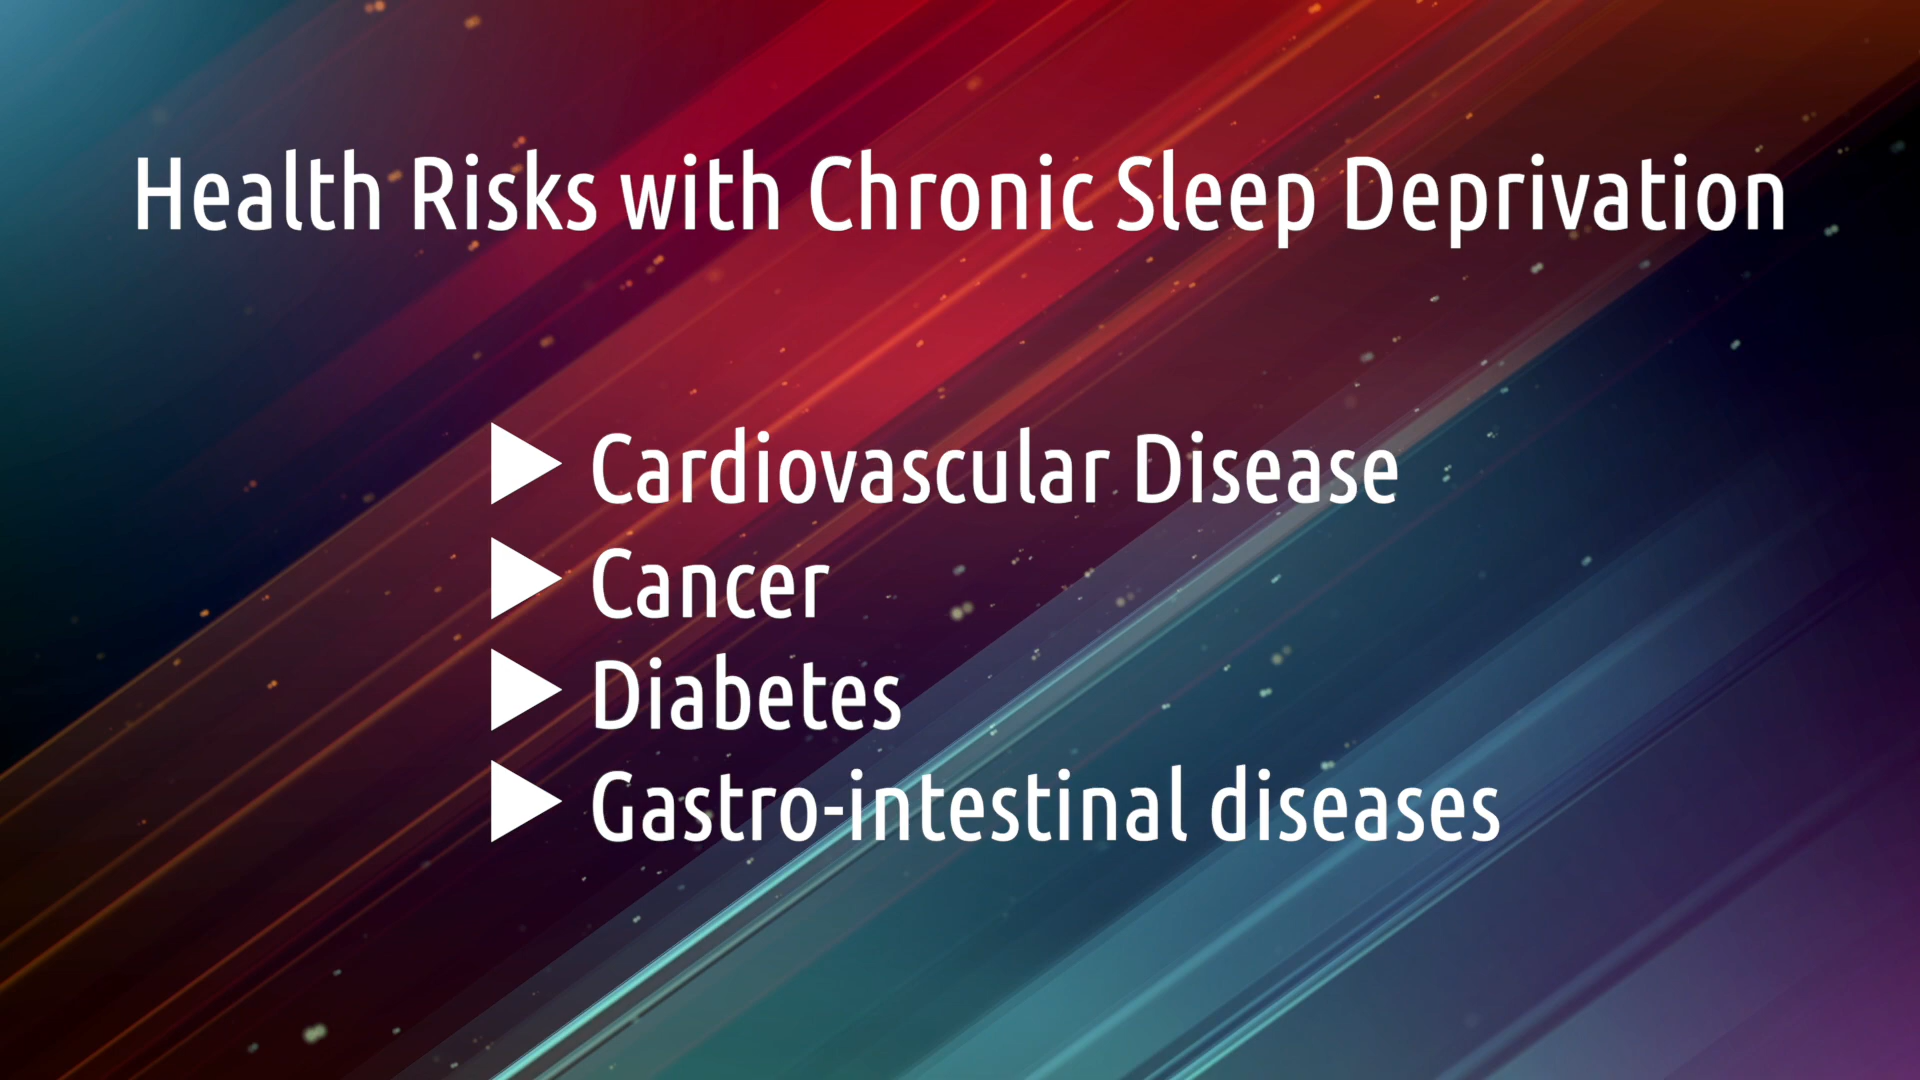 Health Risks with Chronic Sleep Deprivation
Cardiovascular Disease
Cancer
Diabetes
Gastro-intestinal diseases